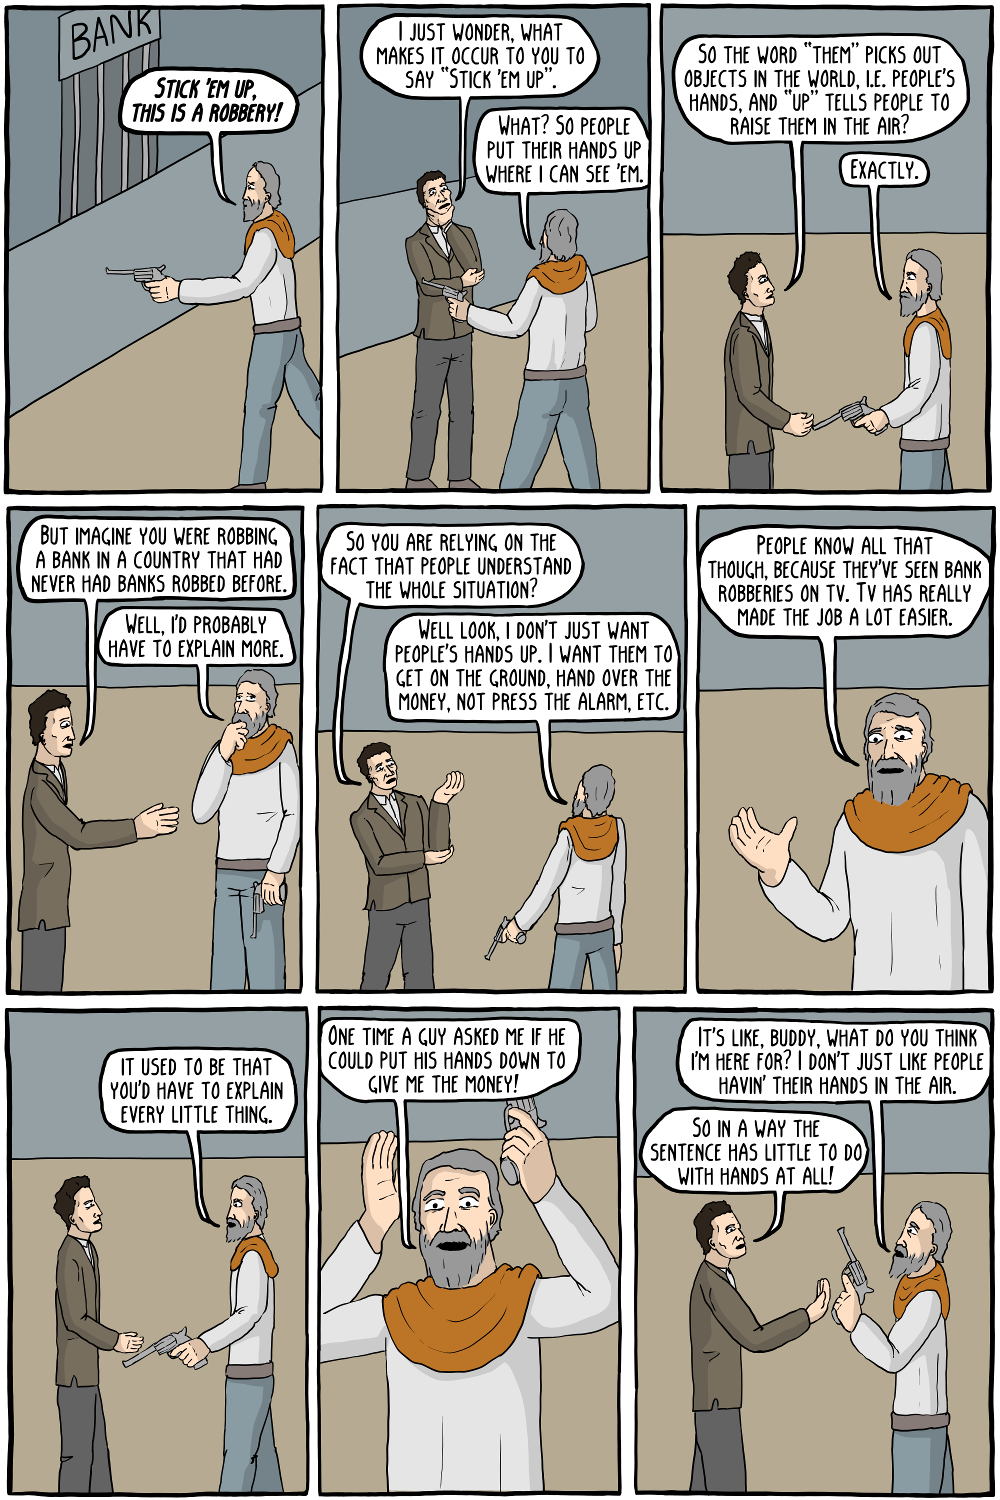 BANK
STICK 'EM UP,
THIS IS A ROBBERY!
I JUST WONDER, WHAT
MAKES IT OCCUR TO YOU TO
SAY "STICK 'EM UP".
WHAT? SO PEOPLE
PUT THEIR HANDS UP
WHERE I CAN SEE 'EM.
SO THE WORD "THEM" PICKS OUT
OBJECTS IN THE WORLD, I.E. PEOPLE'S
HANDS, AND "UP" TELLS PEOPLE TO
RAISE THEM IN THE AIR?
EXACTLY.
BUT IMAGINE YOU WERE ROBBING
A BANK IN A COUNTRY THAT HAD
NEVER HAD BANKS ROBBED BEFORE.
WELL, I'D PROBABLY
HAVE TO EXPLAIN MORE.
SO YOU ARE RELYING ON THE
FACT THAT PEOPLE UNDERSTAND
THE WHOLE SITUATION?
WELL LOOK, I DON'T JUST WANT
PEOPLE'S HANDS UP. I WANT THEM TO
GET ON THE GROUND, HAND OVER THE
MONEY, NOT PRESS THE ALARM, ETC.
PEOPLE KNOW ALL THAT
THOUGH, BECAUSE THEY'VE SEEN BANK
ROBBERIES ON TV. TV HAS REALLY
MADE THE JOB A LOT EASIER.
IT USED TO BE THAT
YOU'D HAVE TO EXPLAIN
EVERY LITTLE THING.
ONE TIME A GUY ASKED ME IF HE
COULD PUT HIS HANDS DOWN TO
GIVE ME THE MONEY!
IT'S LIKE, BUDDY, WHAT DO YOU THINK
I'M HERE FOR? I DON'T JUST LIKE PEOPLE
HAVIN' THEIR HANDS IN THE AIR.
SO IN A WAY THE
SENTENCE HAS LITTLE TO DO
WITH HANDS AT ALL!